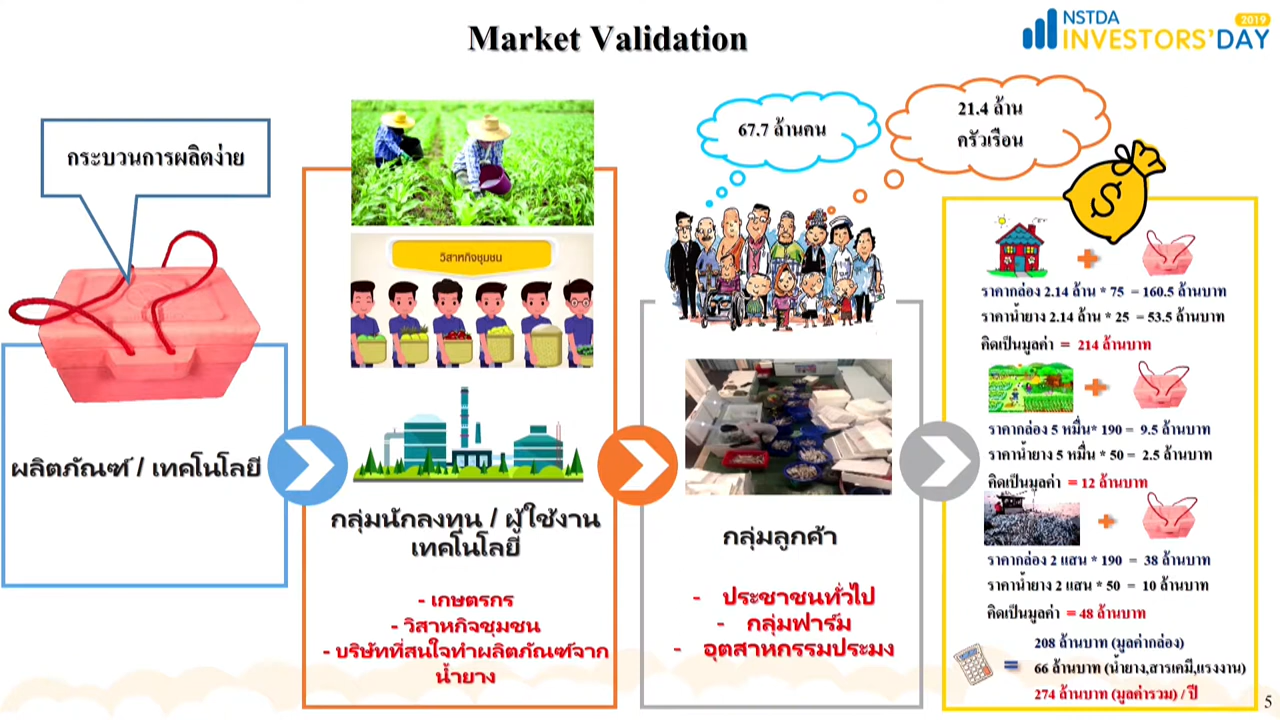 Market Validation
NSTDA 2019
INVESTORS'DAY
กระบวนการผลิตง่าย
ผลิตภัณฑ์ / เทคโนโลยี
วิสาหกิจชุมชน
กลุ่มนักลงทุน / ผู้ใช้งาน
เทคโนโลยี
- เกษตรกร
- วิสาหกิจชุมชน
- บริษัทที่สนใจทำผลิตภัณฑ์จาก
น้ำยาง
67.7 ล้านคน
21.4 ล้าน
ครัวเรือน
กลุ่มลูกค้า
- ประชาชนทั่วไป
- กลุ่มฟาร์ม
- อุตสาหกรรมประมง
$
ราคากล่อง 2.14 ล้าน * 75 = 160.5 ล้านบาท
ราคาน้ำยาง 2.14 ล้าน * 25 = 53.5 ล้านบาท
คิดเป็นมูลค่า = 214 ล้านบาท
ราคากล่อง 5 หมื่น* 190 = 9.5 ล้านบาท
ราคาน้ำยาง 5 หมื่น * 50 = 2.5 ล้านบาท
คิดเป็นมูลค่า = 12 ล้านบาท
ราคากล่อง 2 แสน * 190 = 38 ล้านบาท
ราคาน้ำยาง 2 แสน * 50 = 10 ล้านบาท
คิดเป็นมูลค่า = 48 ล้านบาท
208 ล้านบาท (มูลค่ากล่อง)
= 66 ล้านบาท (น้ำยาง,สารเคมี,แรงงาน)
274 ล้านบาท (มูลค่ารวม) / ปี
5